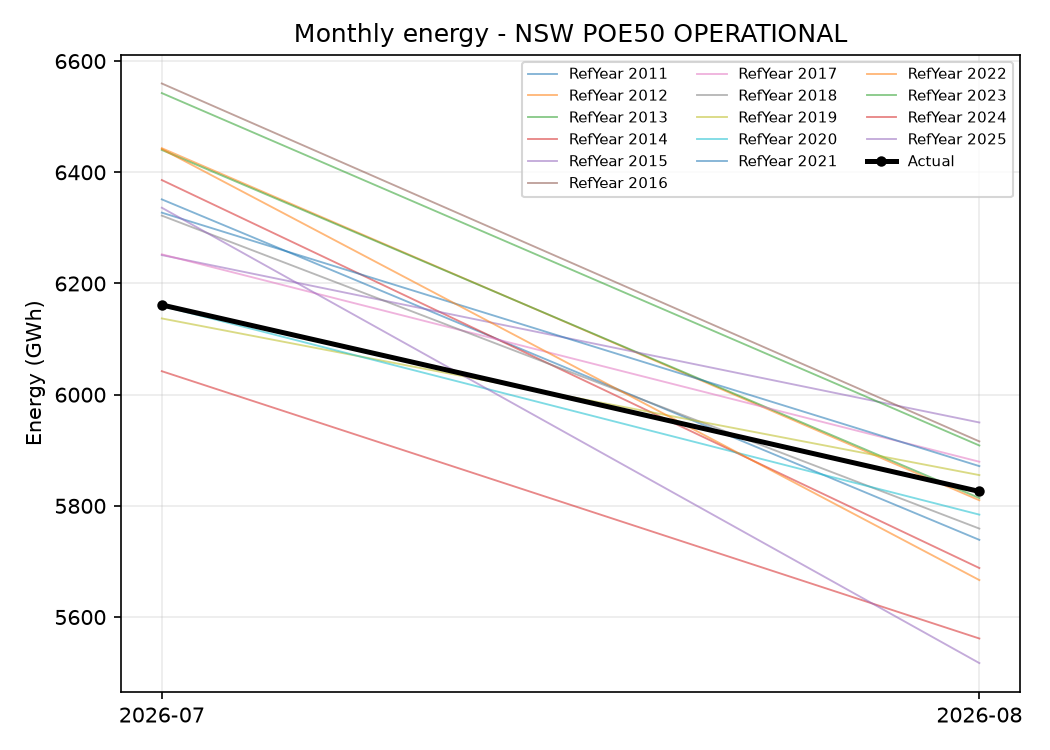 Monthly energy - NSW POE50 OPERATIONAL
Energy (GWh)
6600
6400
6200
6000
5800
5600
2026-07
2026-08
RefYear 2011
RefYear 2012
RefYear 2013
RefYear 2014
RefYear 2015
RefYear 2016
RefYear 2017
RefYear 2018
RefYear 2019
RefYear 2020
RefYear 2021
RefYear 2022
RefYear 2023
RefYear 2024
RefYear 2025
Actual